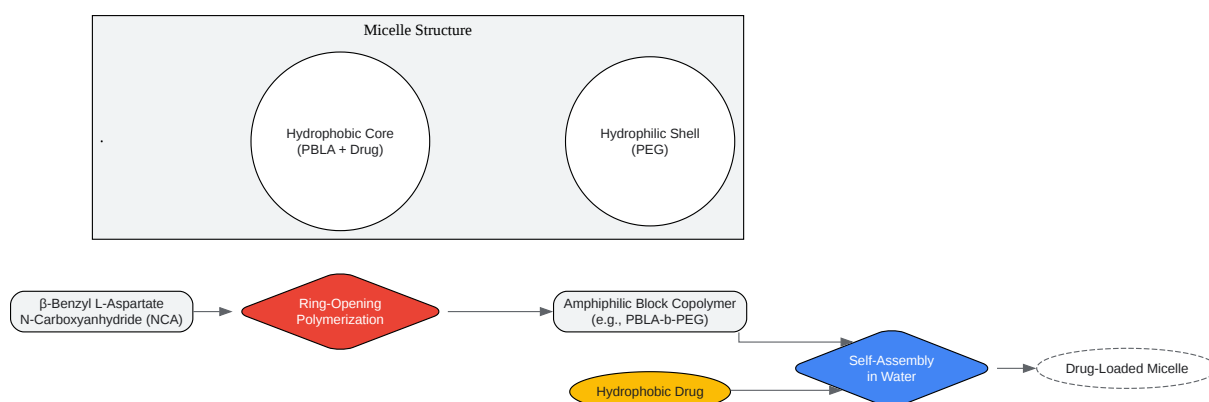 Micelle Structure
Hydrophobic Core
(PBLA + Drug)
Hydrophilic Shell
(PEG)
β-Benzyl L-Aspartate
N-Carboxyanhydride (NCA)
Ring-Opening
Polymerization
Amphiphilic Block Copolymer
(e.g., PBLA-b-PEG)
Self-Assembly
in Water
Drug-Loaded Micelle
Hydrophobic Drug